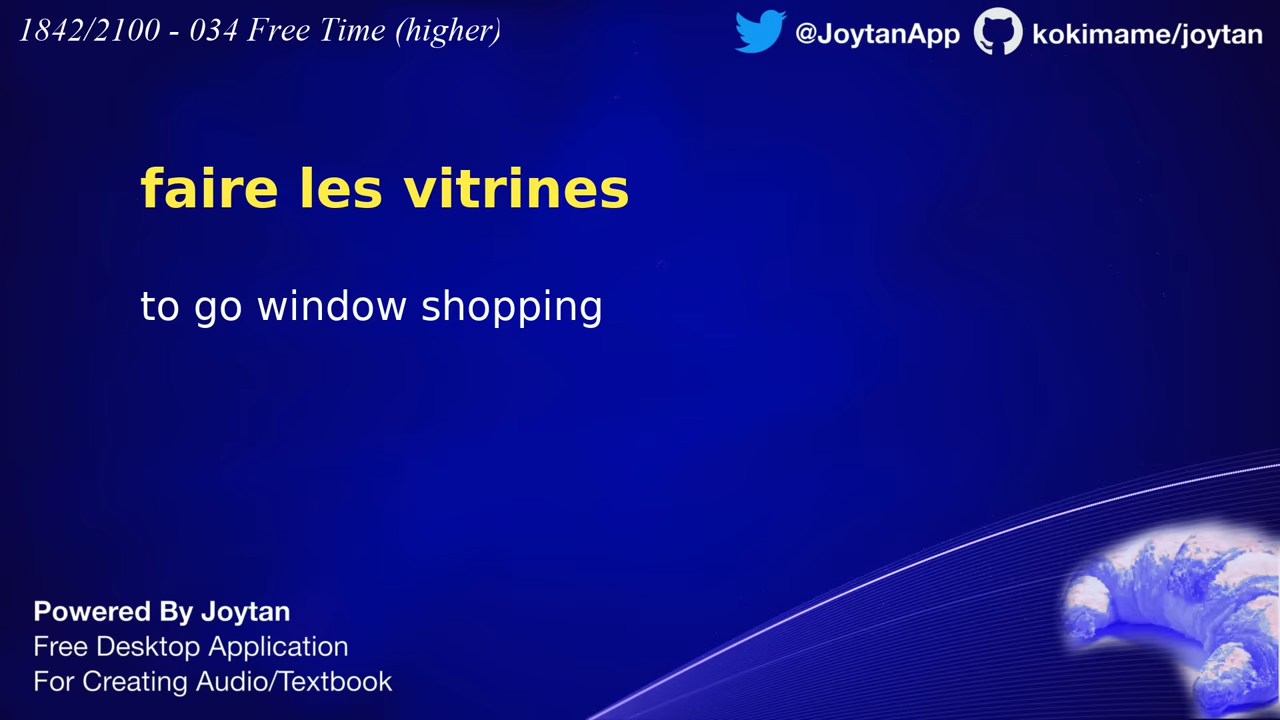 1842/2100 - 034 Free Time (higher)
@JoytanApp
kokimame/joytan
faire les vitrines
to go window shopping
Powered By Joytan
Free Desktop Application
For Creating Audio/Textbook